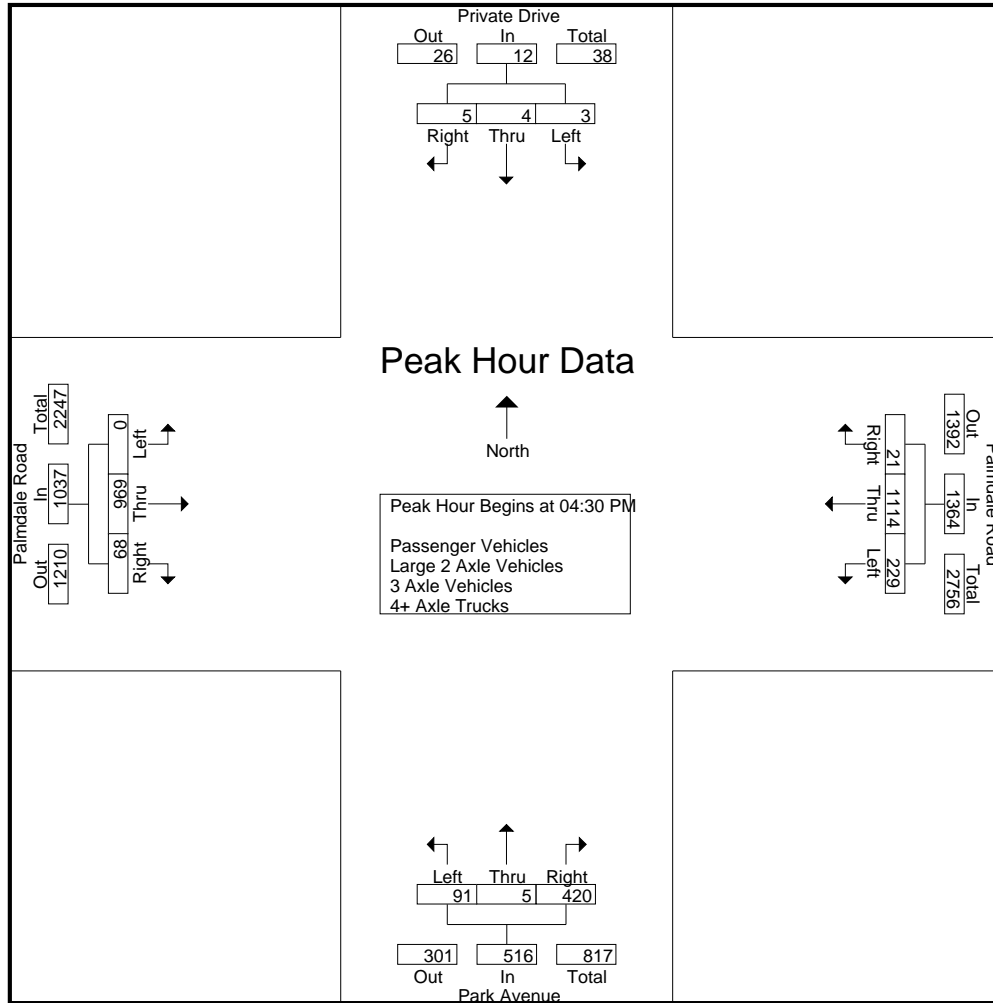 Private Drive
Out In Total
26 12 38
5 4 3
Right Thru Left
Peak Hour Data
North
Peak Hour Begins at 04:30 PM
Passenger Vehicles
Large 2 Axle Vehicles
3 Axle Vehicles
4+ Axle Trucks
Palmdale Road
Out In Total
1210 1037 2247
68 969 0
Right Thru Left
Palmdale Road
Out In Total
1392 1364 2756
21 1114 229
Right Thru Left
Left Thru Right
91 5 420
301 516 817
Out In Total
Park Avenue